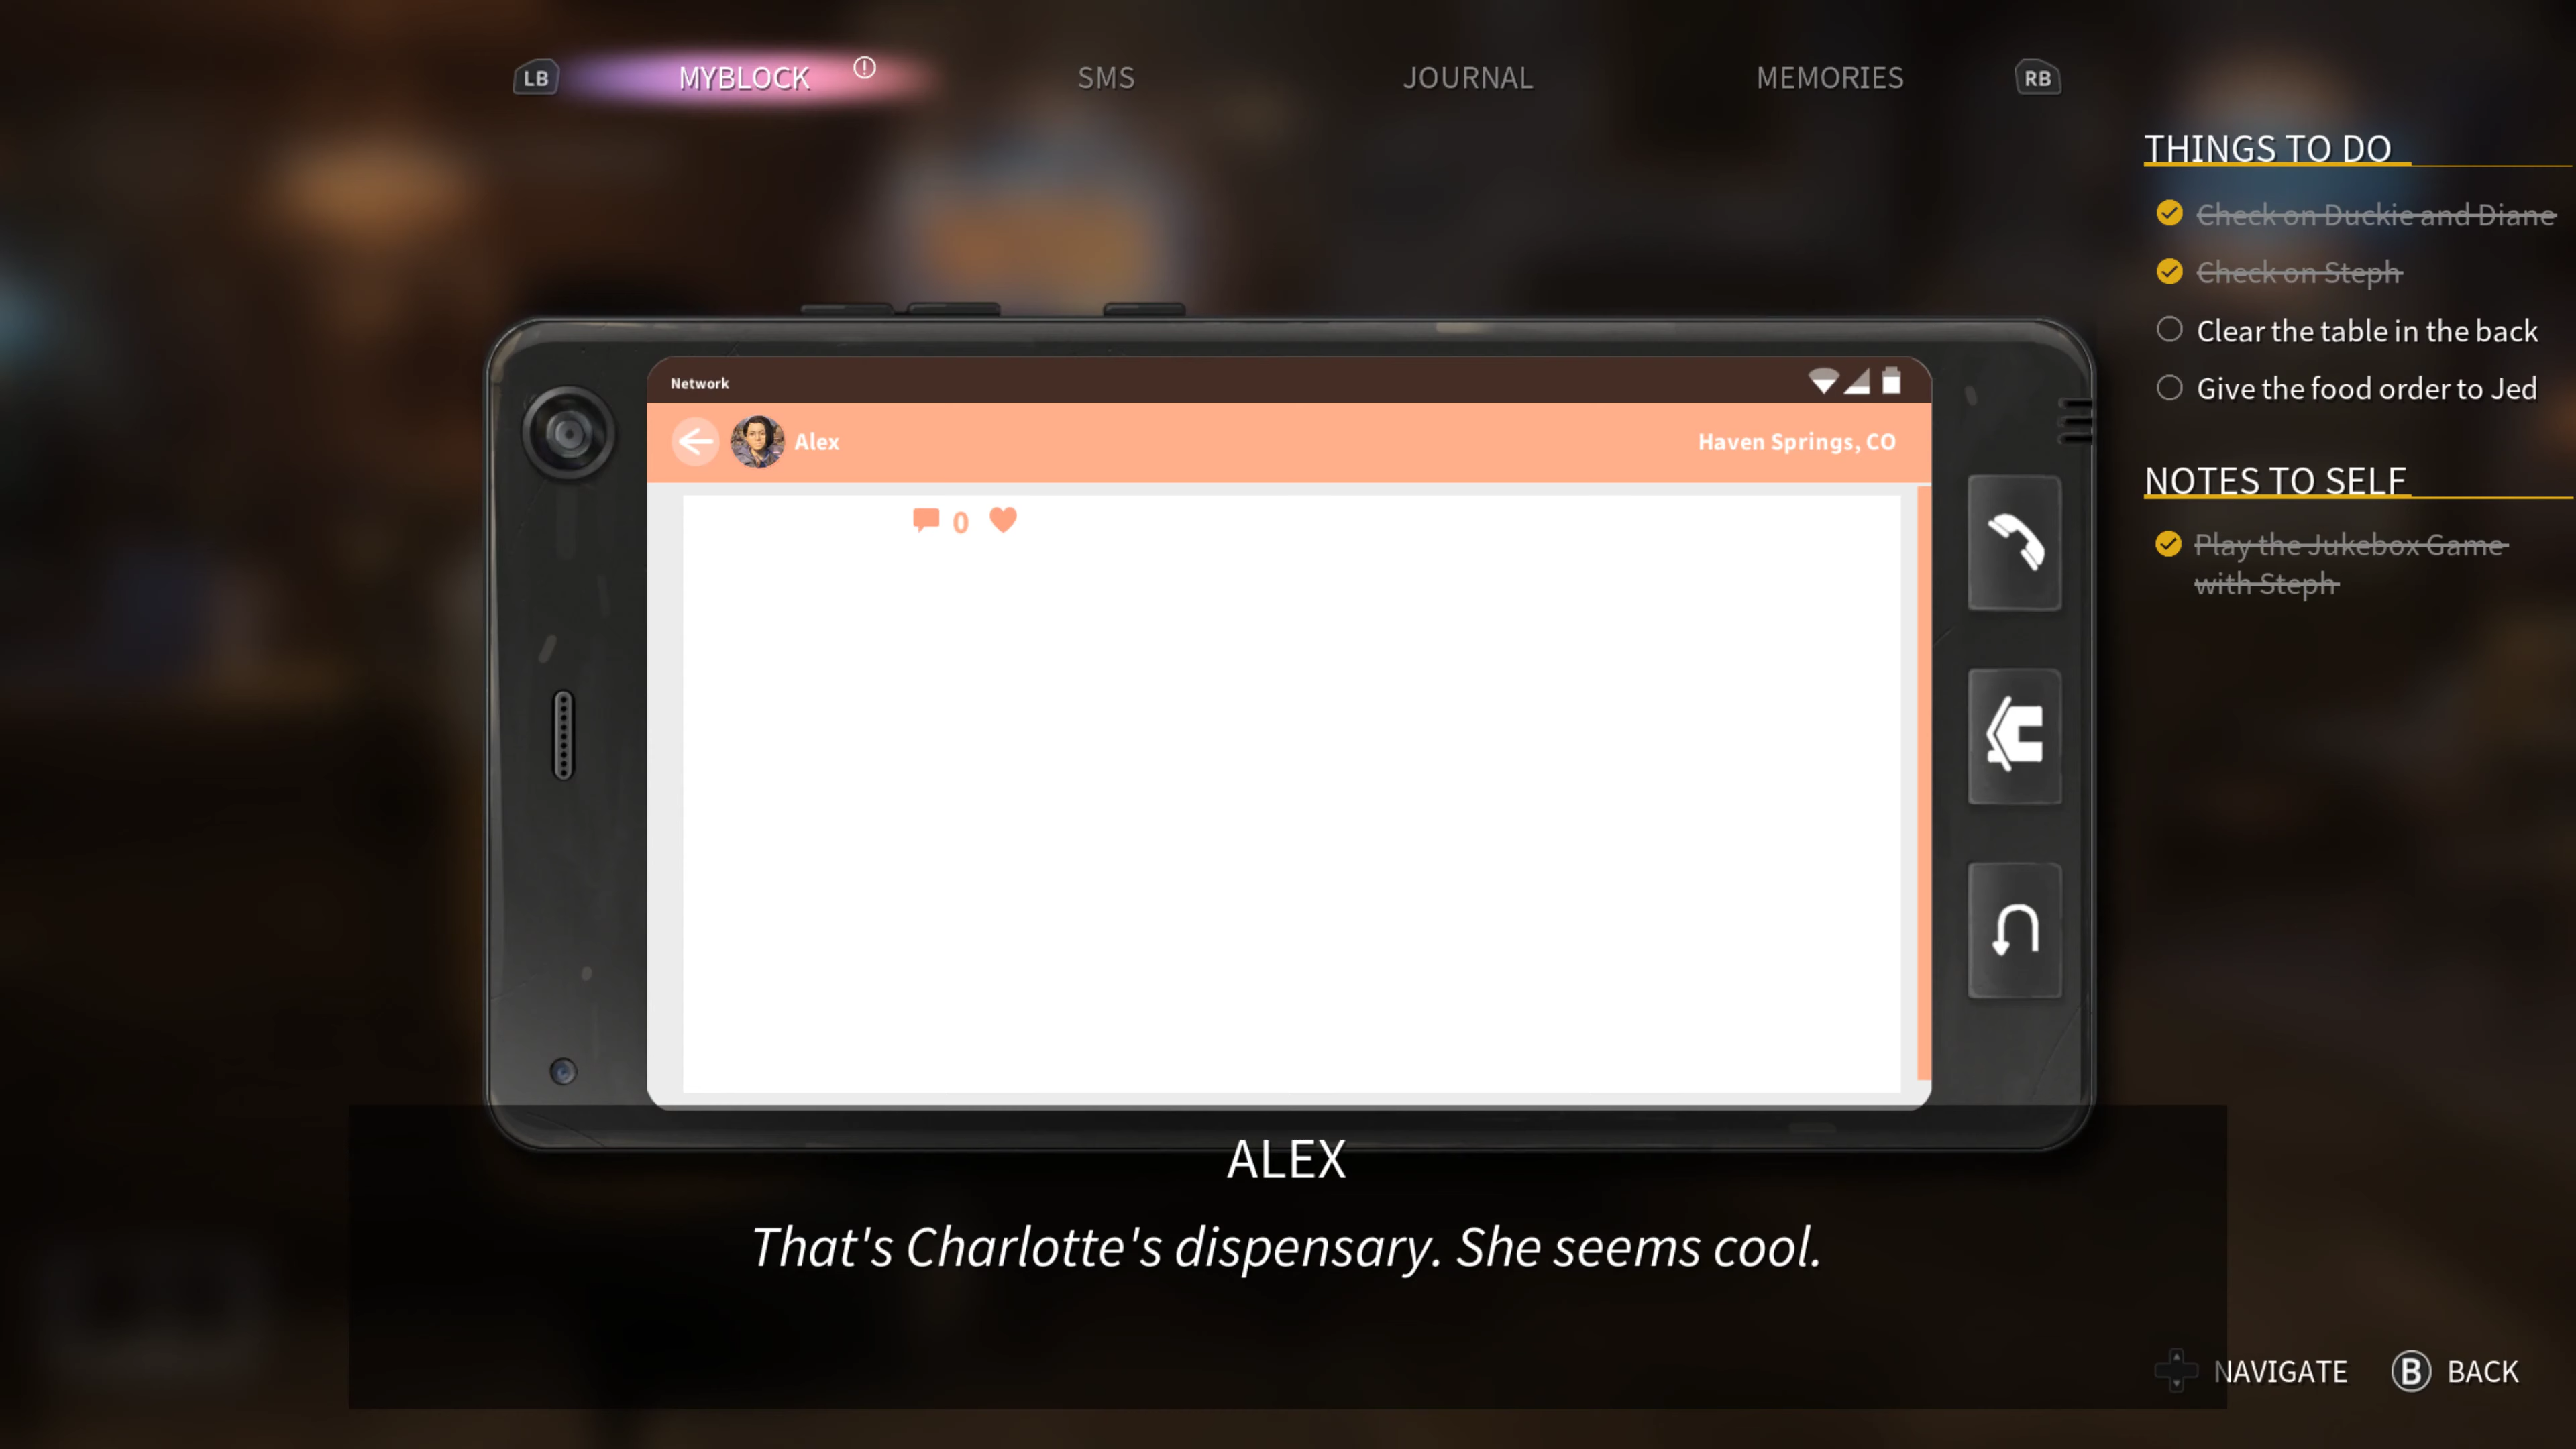 LB MYBLOCK SMS JOURNAL MEMORIES RB
THINGS TO DO
Check on Duckie and Diane
Check on Steph
Clear the table in the back
Give the food order to Jed
NOTES TO SELF
Play the Jukebox Game
with Steph
Network
Alex Haven Springs, CO
0
ALEX
That's Charlotte's dispensary. She seems cool.
NAVIGATE B BACK